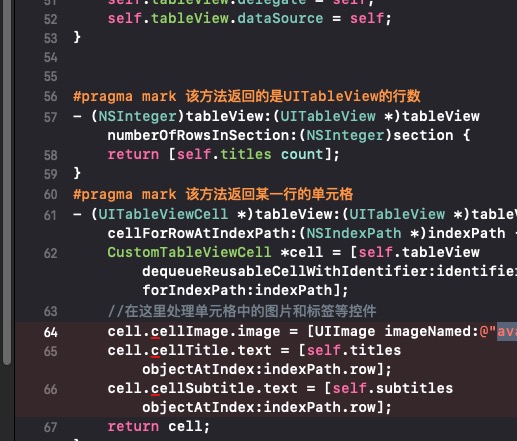 51 self.tableView.delegate = self;
52 self.tableView.dataSource = self;
53 }
54
55
56 #pragma mark 该方法返回的是UITableView的行数
57 - (NSInteger)tableView:(UITableView *)tableView
numberOfRowsInSection:(NSInteger)section {
58 return [self.titles count];
59 }
60 #pragma mark 该方法返回某一行的单元格
61 - (UITableViewCell *)tableView:(UITableView *)tableV
cellForRowAtIndexPath:(NSIndexPath *)indexPath {
62 CustomTableViewCell *cell = [self.tableView
dequeueReusableCellWithIdentifier:identifie
forIndexPath:indexPath];
63 //在这里处理单元格中的图片和标签等控件
64 cell.cellImage.image = [UIImage imageNamed:@"ava
65 cell.cellTitle.text = [self.titles
objectAtIndex:indexPath.row];
66 cell.cellSubtitle.text = [self.subtitles
objectAtIndex:indexPath.row];
67 return cell;